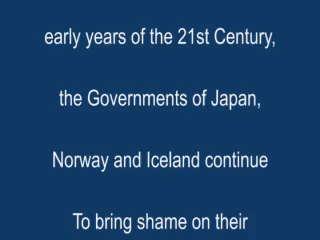 early years of the 21st Century,
the Governments of Japan,
Norway and Iceland continue
To bring shame on their